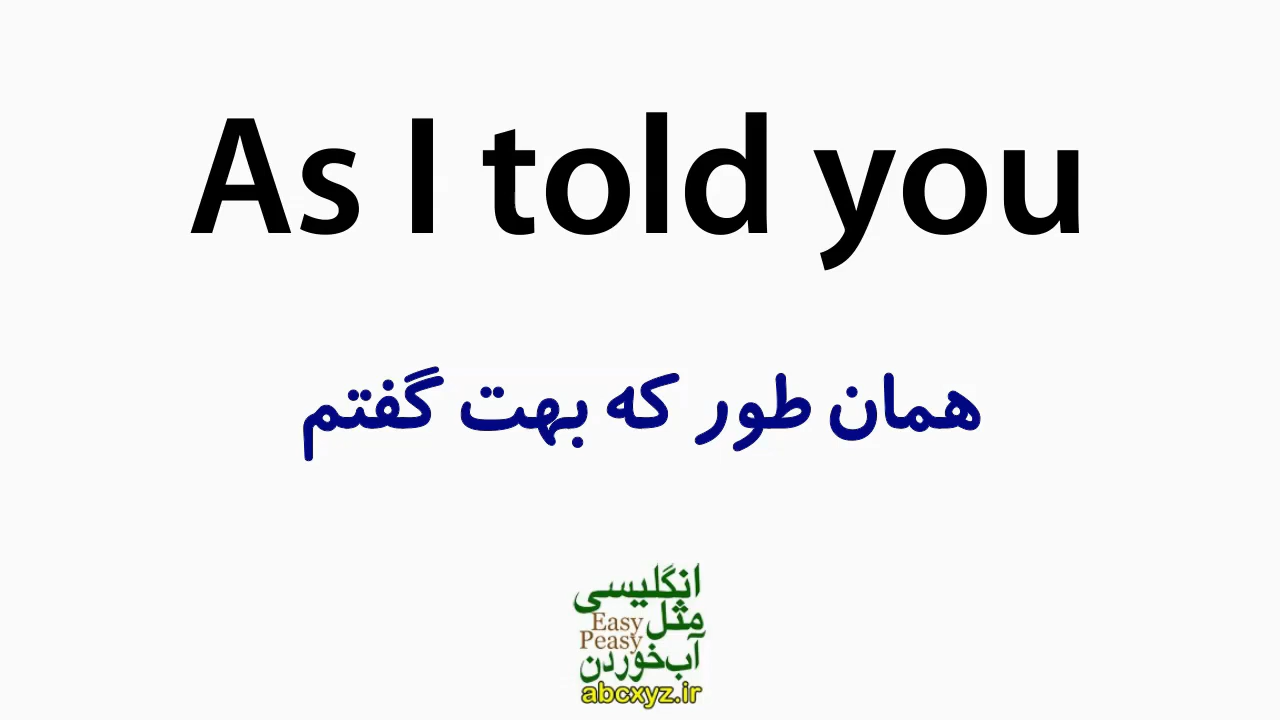 As I told you
همان طور که بهت گفتم
انگلیسی
مثل
Easy
Peasy
آب‌خوردن
abcxyz.ir